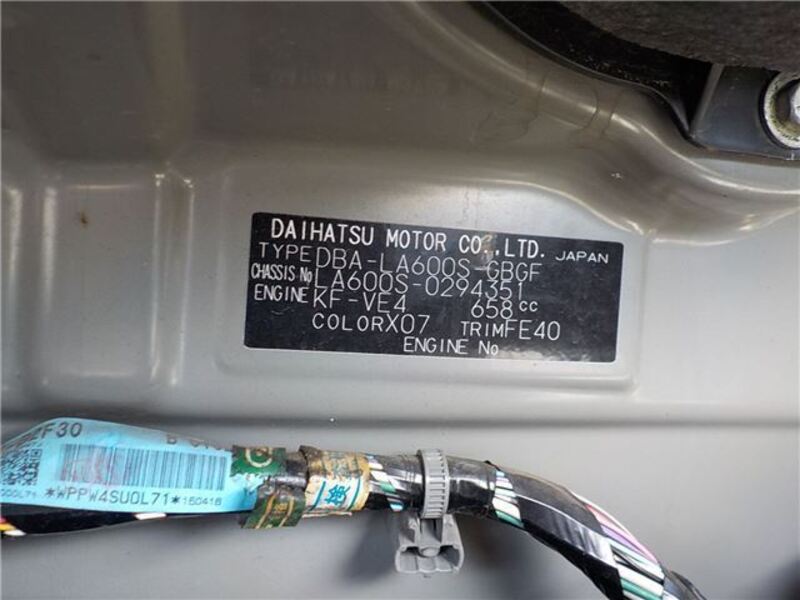 DAIHATSU MOTOR CO.,LTD. JAPAN
TYPE DBA-LA600S-GBGF
CHASSIS No LA600S-0294351
ENGINE KF-VE4 658 cc
COLOR X07 TRIM FE40
ENGINE No
F30
*WPPW4SU0L71* 160418
検